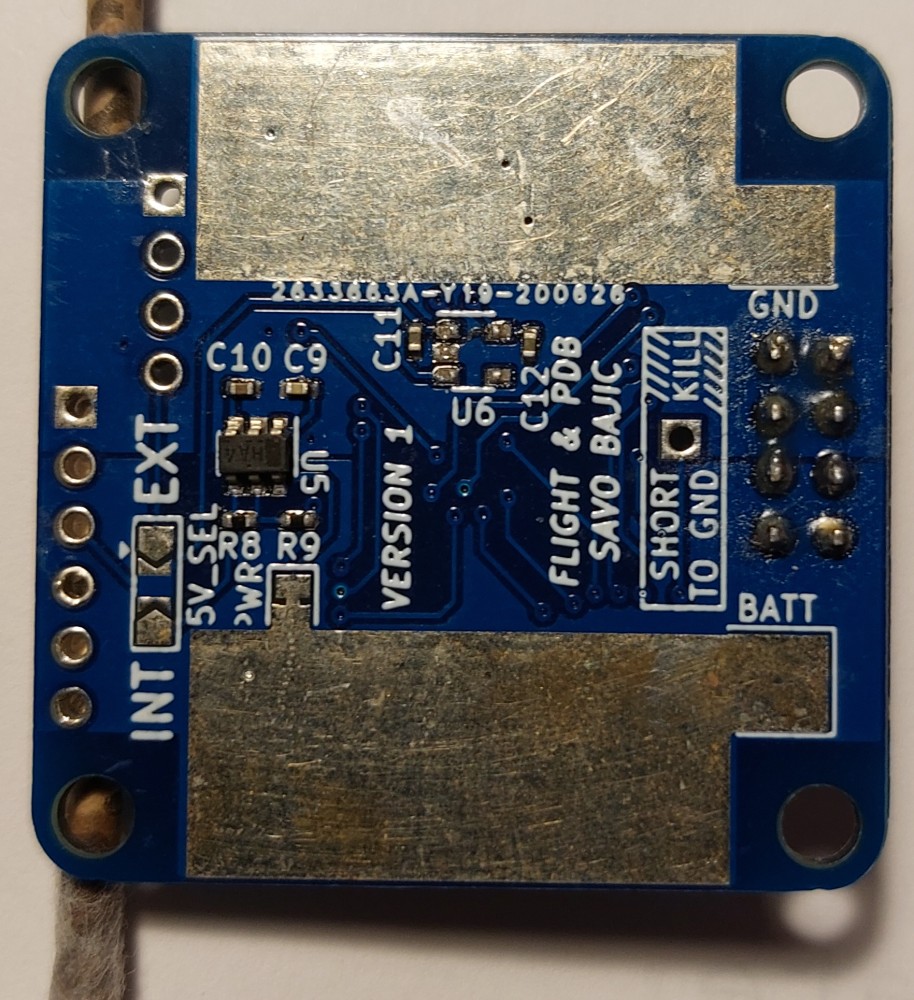 INT
EXT
5V_SEL
PWR
R8
R9
U5
C10
C9
VERSION 1
C11
U6
C12
FLIGHT & PDB
SAVO BAJIC
SHORT
TO GND
KILL
BATT
GND